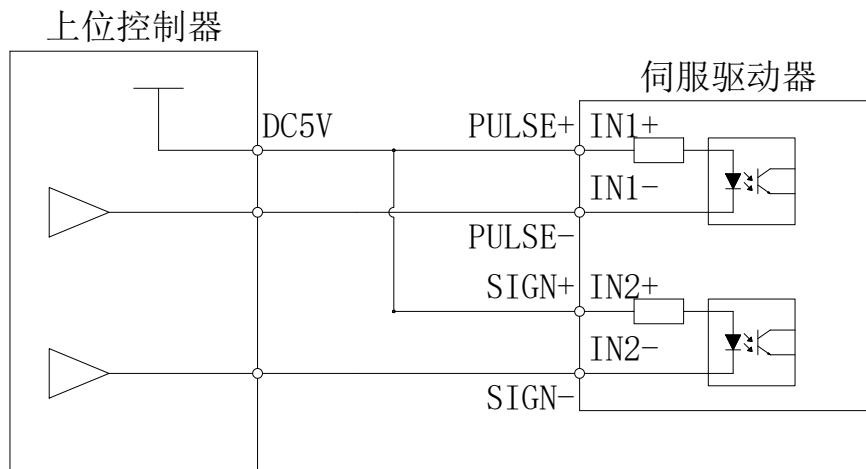 上位控制器
伺服驱动器
DC5V
PULSE+
IN1+
IN1-
PULSE-
SIGN+
IN2+
IN2-
SIGN-